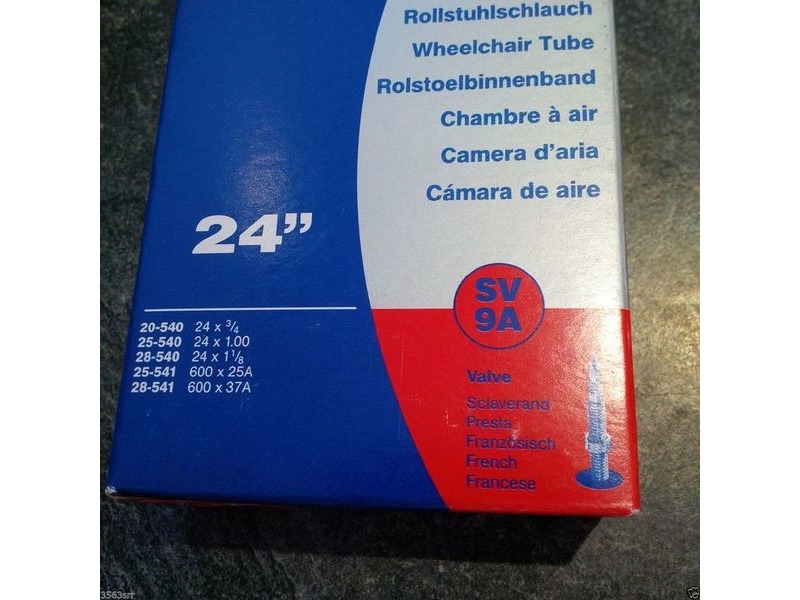 Rollstuhlschlauch
Wheelchair Tube
Rolstoelbinnenband
Chambre à air
Camera d'aria
Cámara de aire
24”
20-540 24 x 3/4
25-540 24 x 1.00
28-540 24 x 1 1/8
25-541 600 x 25A
28-541 600 x 37A
SV
9A
Valve
Sclaverand
Presta
Französisch
French
Francese
3563srr